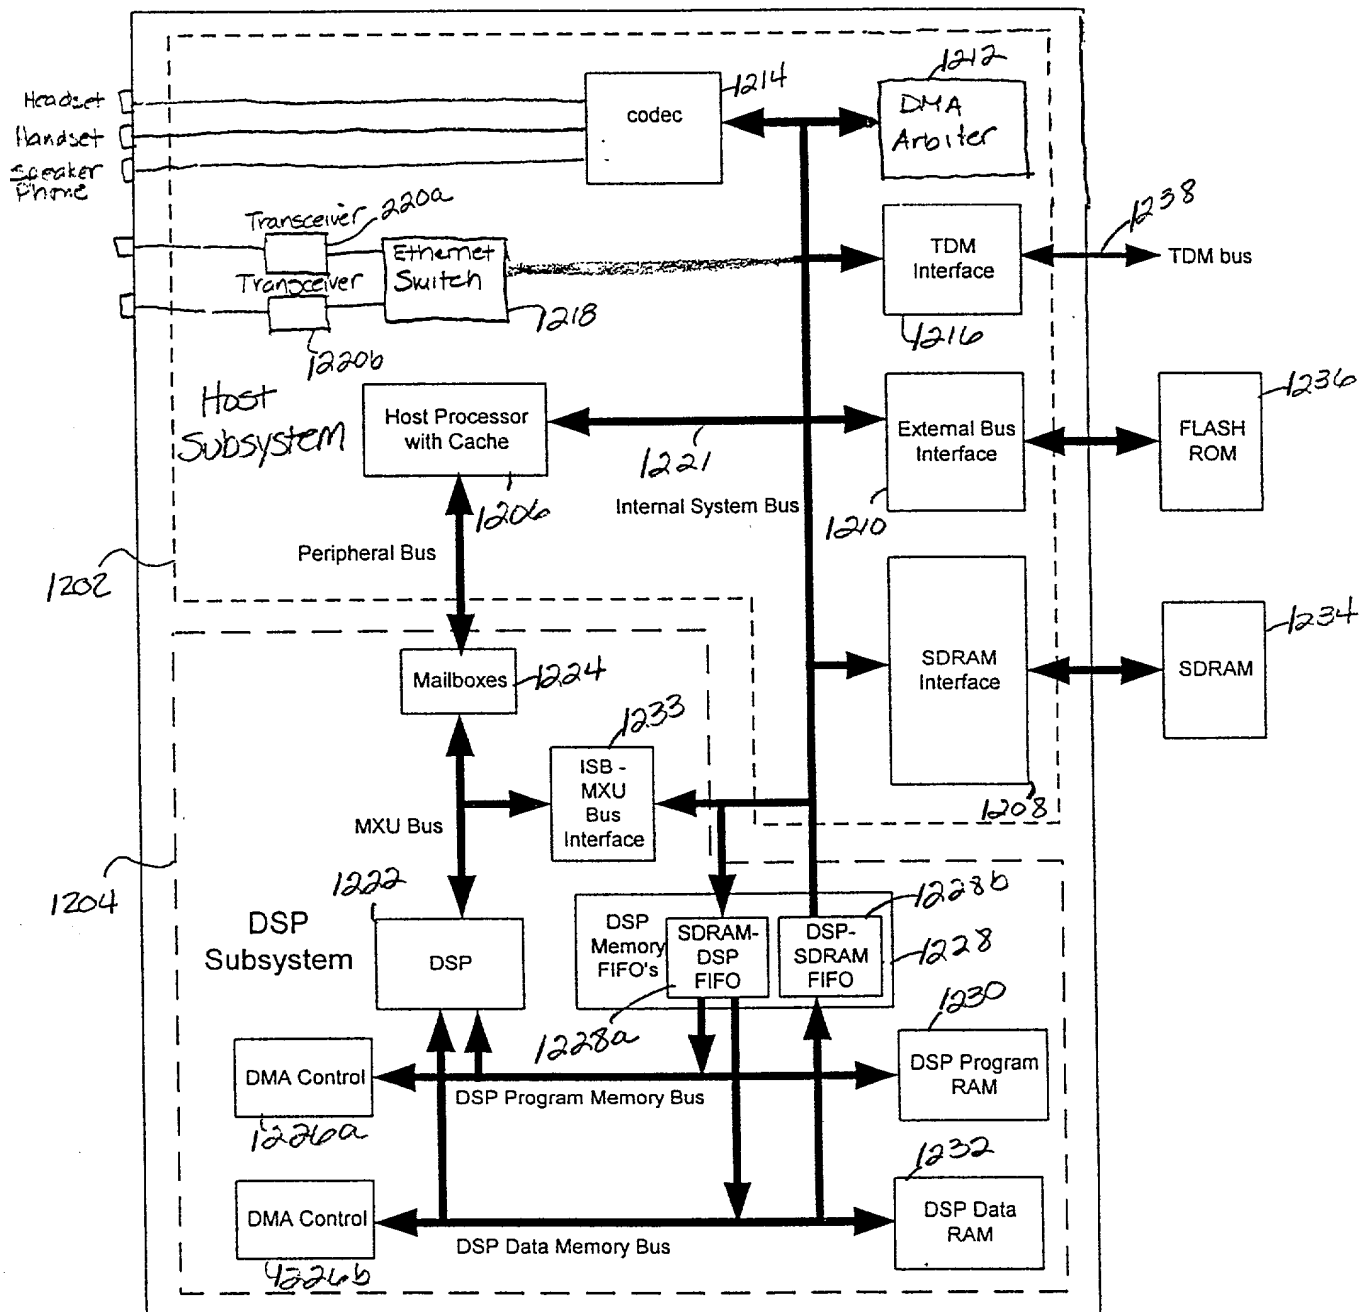 1212
1214
Headset
codec
DMA
Arbiter
Handset
Speaker
Phone
1238
Transceiver
220a
Ethernet
Switch
TDM
Interface
TDM bus
Transceiver
1218
1216
1220b
1236
Host
Subsystem
Host Processor
with Cache
External Bus
Interface
FLASH
ROM
1221
1206
Internal System Bus
1210
Peripheral Bus
1202
1234
SDRAM
Interface
SDRAM
Mailboxes
1224
1233
ISB -
MXU
Bus
Interface
1208
MXU Bus
1204
1222
1228b
DSP
Subsystem
DSP
DSP
Memory
FIFO's
SDRAM-
DSP
FIFO
DSP-
SDRAM
FIFO
1228
1230
1228a
DMA Control
DSP Program Memory Bus
DSP Program
RAM
1226a
1232
DMA Control
DSP Data Memory Bus
DSP Data
RAM
1226b